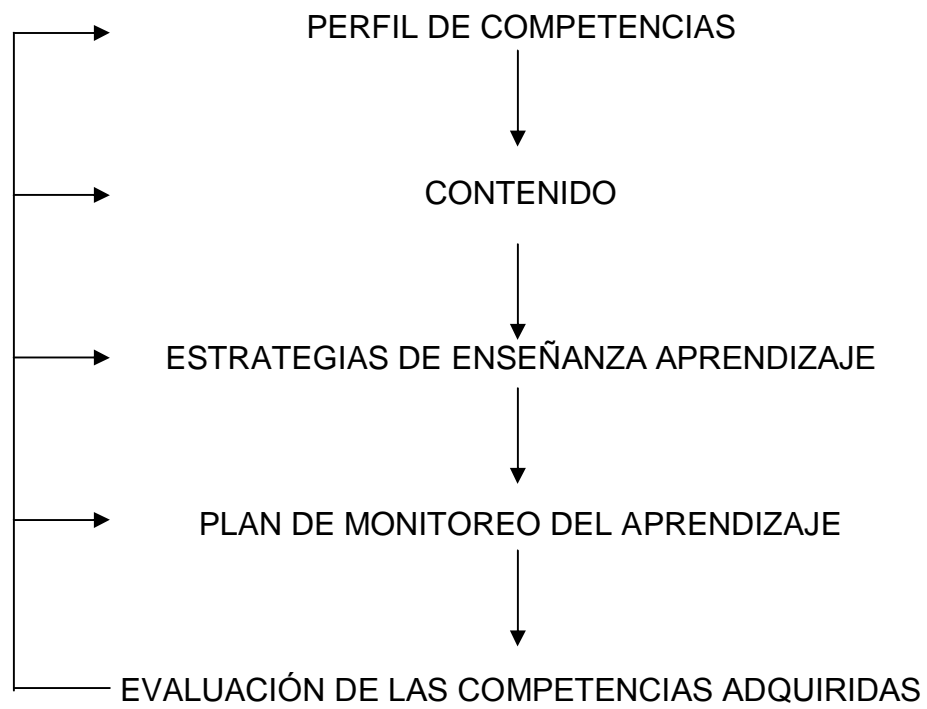 PERFIL DE COMPETENCIAS
CONTENIDO
ESTRATEGIAS DE ENSEÑANZA APRENDIZAJE
PLAN DE MONITOREO DEL APRENDIZAJE
EVALUACIÓN DE LAS COMPETENCIAS ADQUIRIDAS